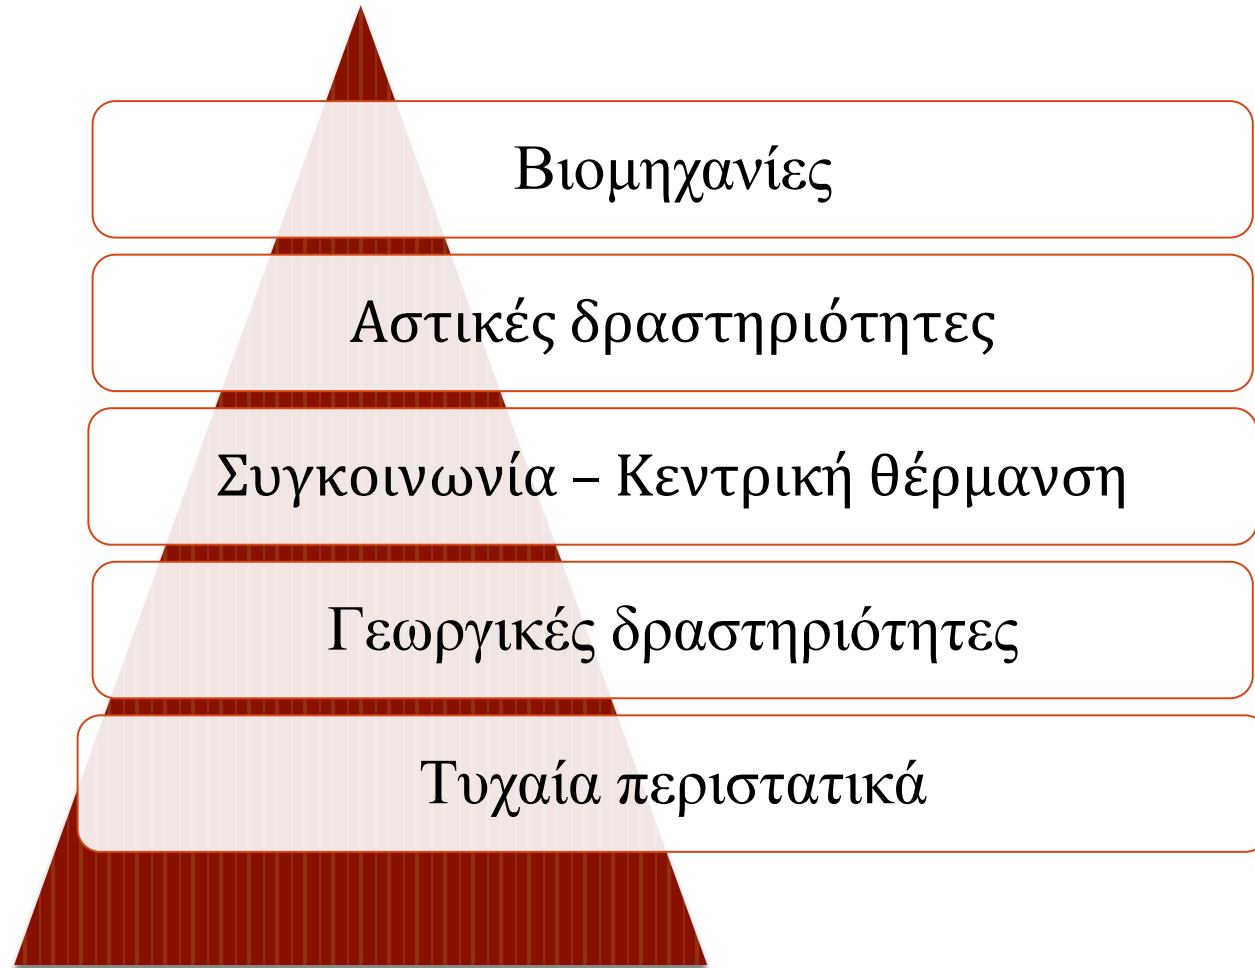 Βιομηχανίες
Αστικές δραστηριότητες
Συγκοινωνία – Κεντρική θέρμανση
Γεωργικές δραστηριότητες
Τυχαία περιστατικά